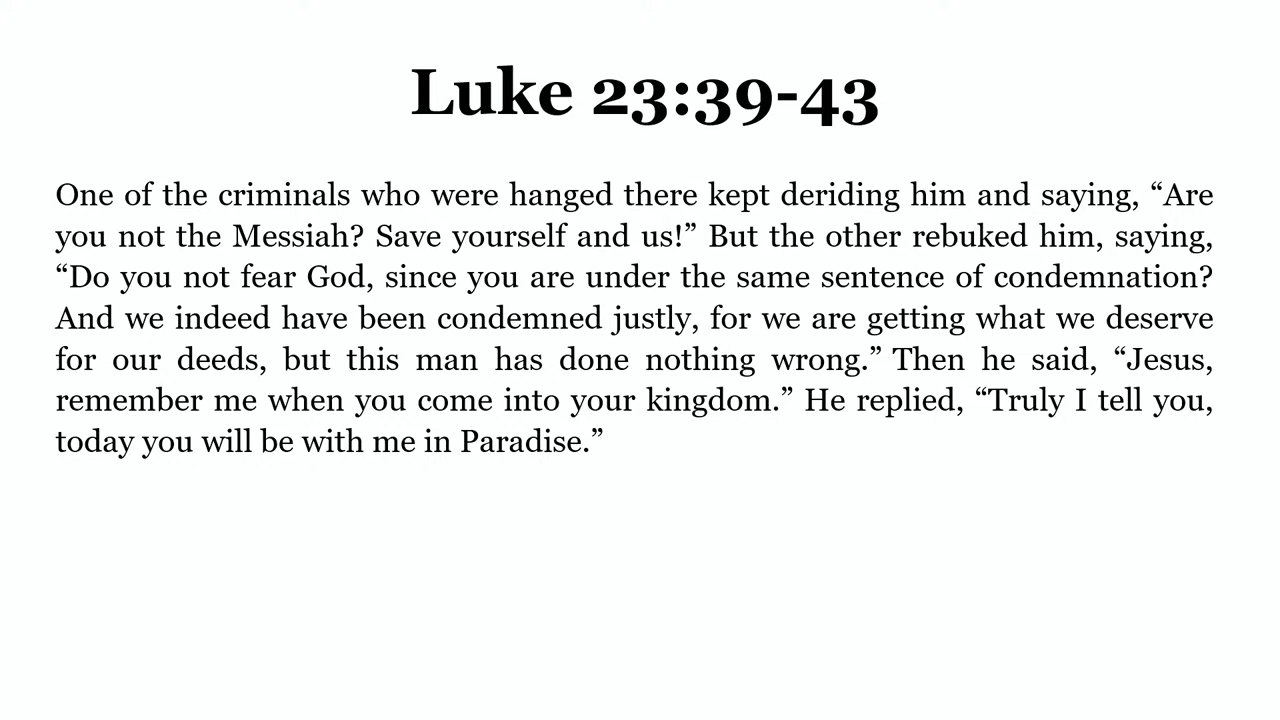 Luke 23:39-43
One of the criminals who were hanged there kept deriding him and saying, “Are
you not the Messiah? Save yourself and us!” But the other rebuked him, saying,
“Do you not fear God, since you are under the same sentence of condemnation?
And we indeed have been condemned justly, for we are getting what we deserve
for our deeds, but this man has done nothing wrong.” Then he said, “Jesus,
remember me when you come into your kingdom.” He replied, “Truly I tell you,
today you will be with me in Paradise.”